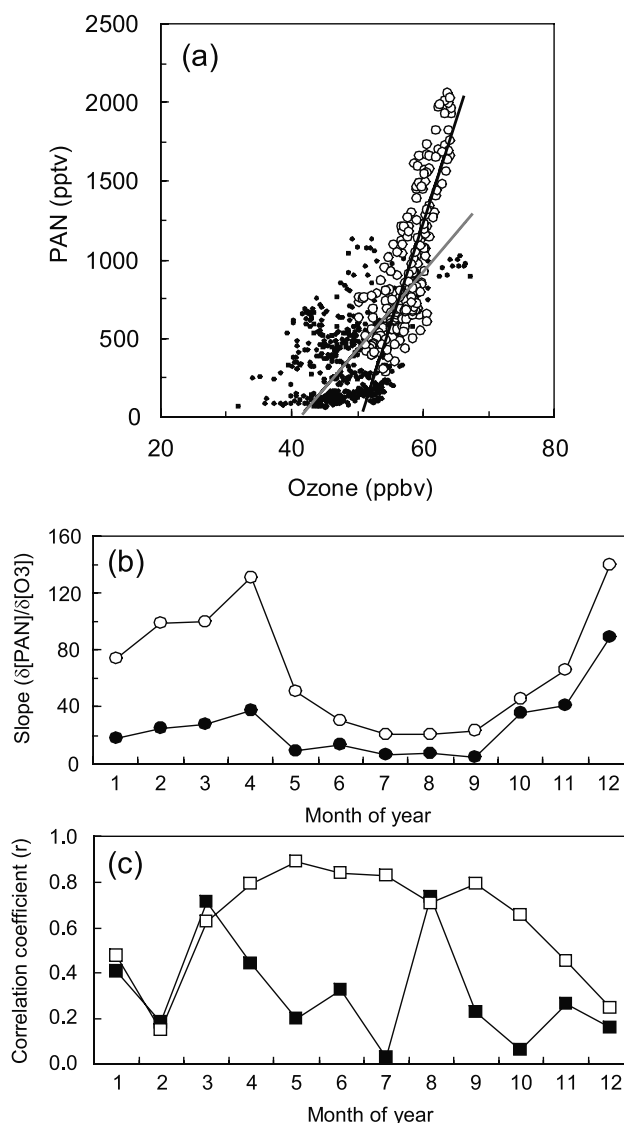 (a)
2500
2000
1500
1000
500
0
PAN (pptv)
20 40 60 80
Ozone (ppbv)
(b)
160
120
80
40
0
Slope (δ[PAN]/δ[O3])
1 2 3 4 5 6 7 8 9 10 11 12
Month of year
(c)
1.0
0.8
0.6
0.4
0.2
0.0
Correlation coefficient (r)
1 2 3 4 5 6 7 8 9 10 11 12
Month of year